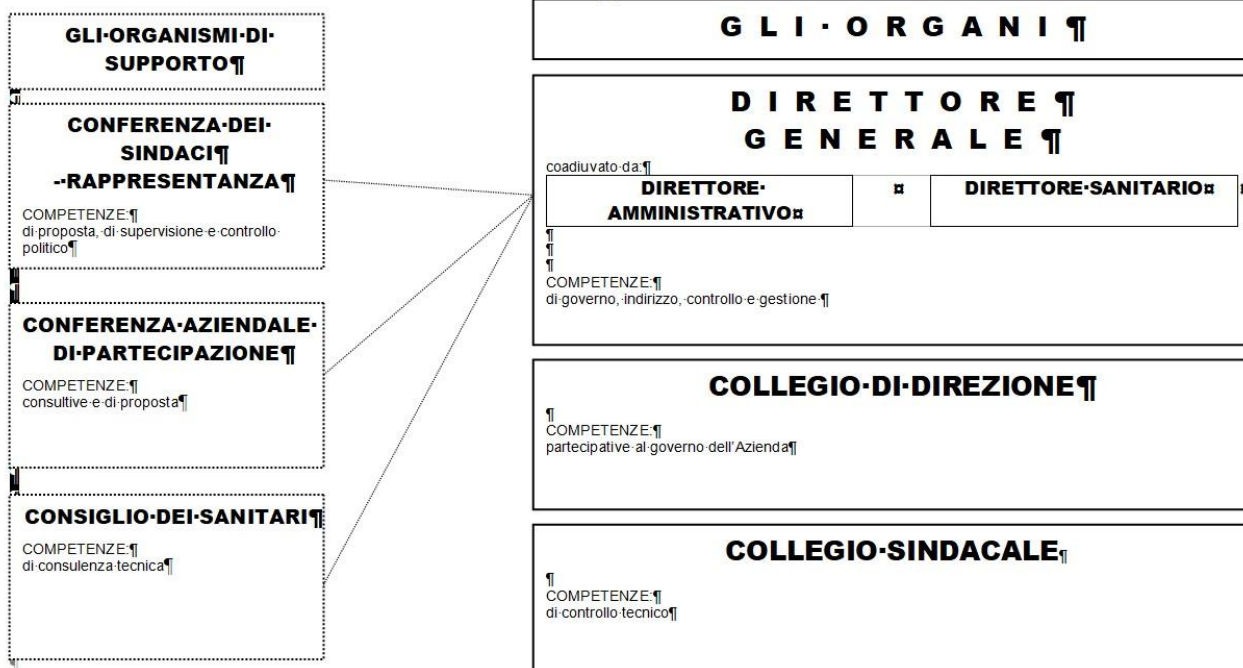 GLI·ORGANISMI·DI·
SUPPORTO¶
¶
CONFERENZA·DEI·
SINDACI¶
-·RAPPRESENTANZA¶
COMPETENZE:¶
di·proposta,·di·supervisione·e·controllo·
politico¶
¶
¶
CONFERENZA·AZIENDALE·
DI·PARTECIPAZIONE¶
COMPETENZE:¶
consultive·e·di·proposta¶
¶
CONSIGLIO·DEI·SANITARI¶
COMPETENZE:¶
di·consulenza·tecnica¶
¶
G L I · O R G A N I ¶
D I R E T T O R E ¶
G E N E R A L E ¶
coadiuvato·da:¶
DIRETTORE·
AMMINISTRATIVO¤
¤
DIRETTORE·SANITARIO¤
¤
¶
¶
¶
COMPETENZE:¶
di·governo,·indirizzo,·controllo·e·gestione·¶
COLLEGIO·DI·DIREZIONE¶
¶
COMPETENZE:¶
partecipative·al·governo·dell'Azienda¶
COLLEGIO·SINDACALE¶
¶
COMPETENZE:¶
di·controllo·tecnico¶